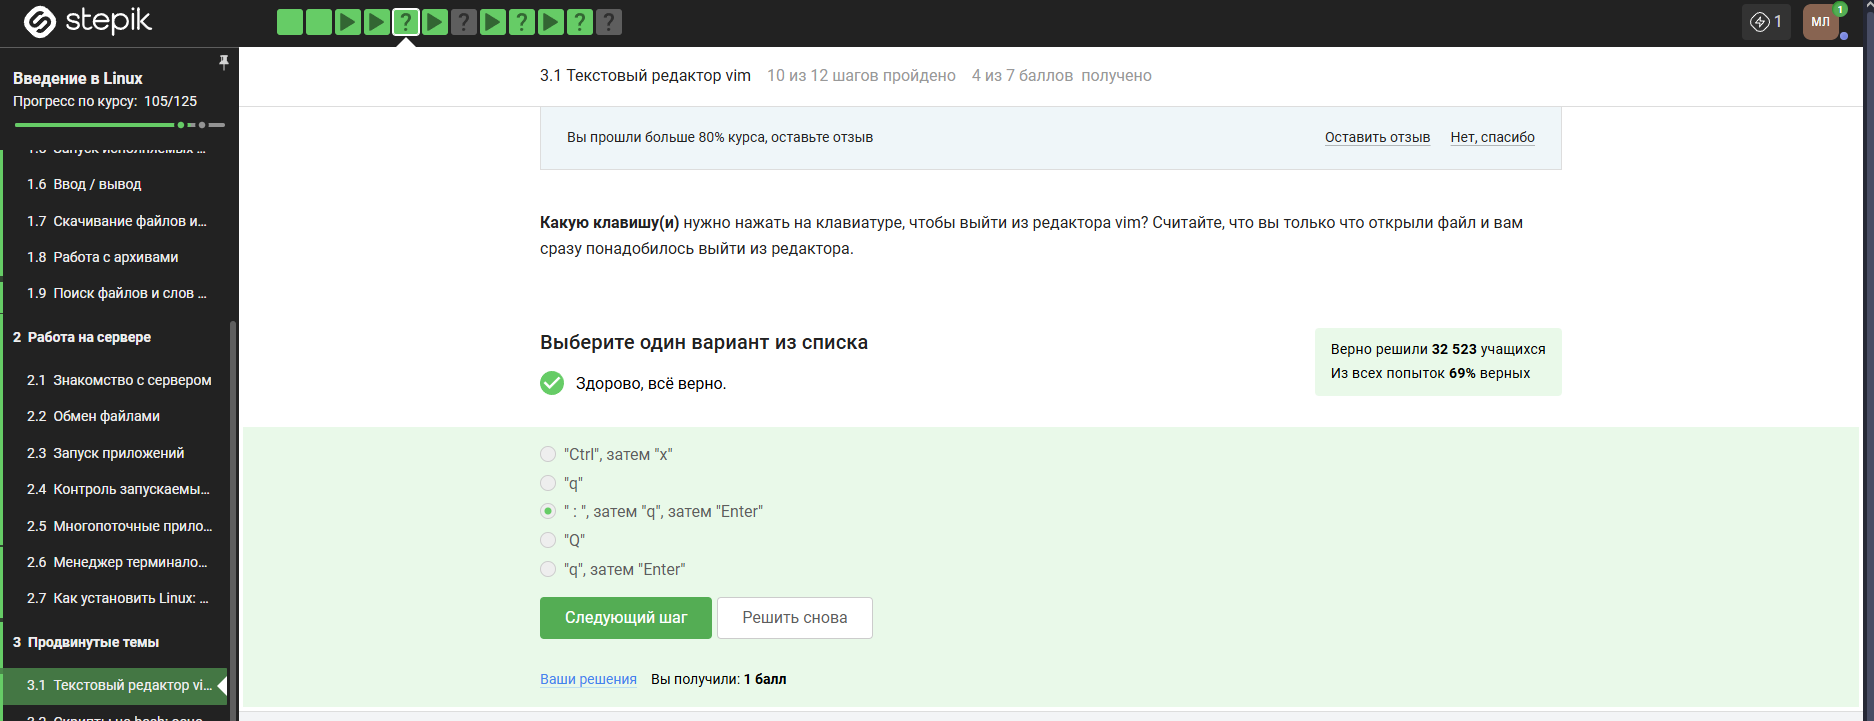 stepik
? ? ? ? ?
1
МЛ
1
Введение в Linux
Прогресс по курсу: 105/125
3.1 Текстовый редактор vim 10 из 12 шагов пройдено 4 из 7 баллов получено
Вы прошли больше 80% курса, оставьте отзыв Оставить отзыв Нет, спасибо
1.6 Ввод / вывод
1.7 Скачивание файлов и...
1.8 Работа с архивами
1.9 Поиск файлов и слов ...
2 Работа на сервере
2.1 Знакомство с сервером
2.2 Обмен файлами
2.3 Запуск приложений
2.4 Контроль запускаемы...
2.5 Многопоточные прило...
2.6 Менеджер терминало...
2.7 Как установить Linux: ...
3 Продвинутые темы
3.1 Текстовый редактор vi...
Какую клавишу(и) нужно нажать на клавиатуре, чтобы выйти из редактора vim? Считайте, что вы только что открыли файл и вам
сразу понадобилось выйти из редактора.
Выберите один вариант из списка
Здорово, всё верно.
Верно решили 32 523 учащихся
Из всех попыток 69% верных
"Ctrl", затем "x"
"q"
" : ", затем "q", затем "Enter"
"Q"
"q", затем "Enter"
Следующий шаг Решить снова
Ваши решения Вы получили: 1 балл